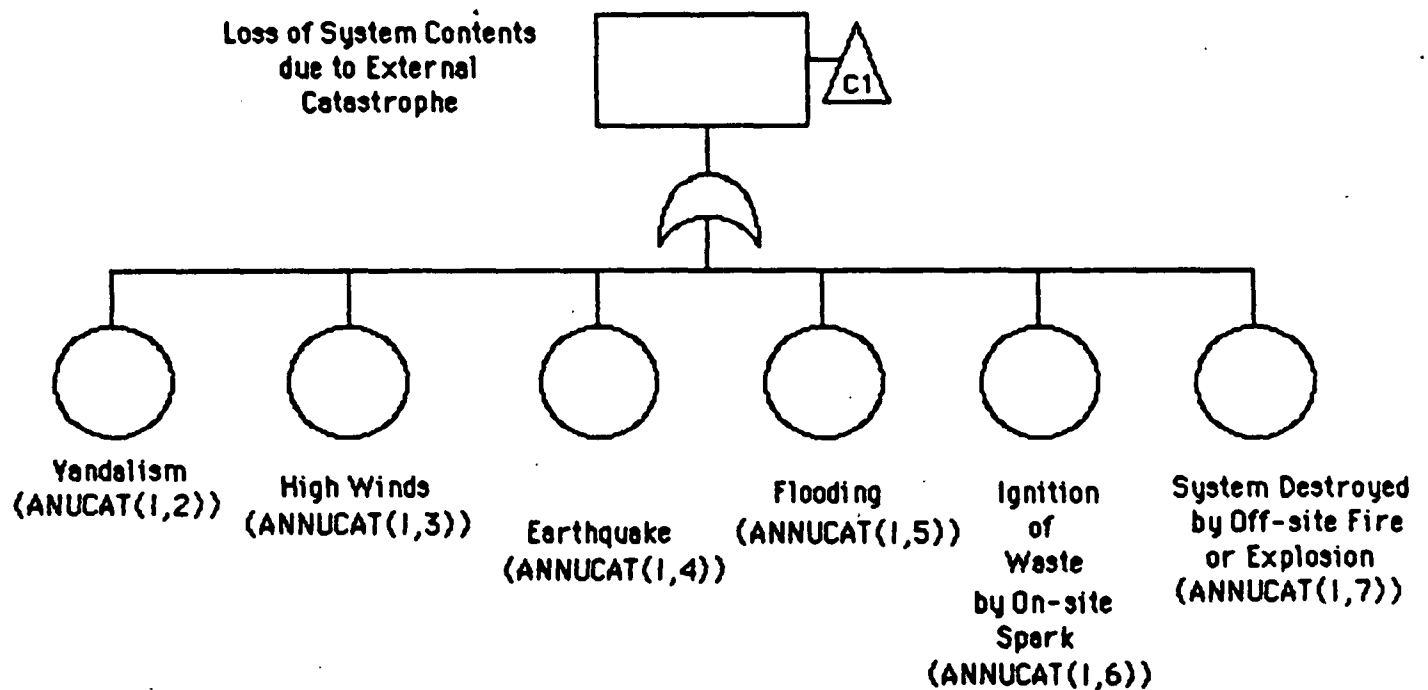 Loss of System Contents
due to External
Catastrophe
C1
Vandalism
(ANUCAT(1,2))
High Winds
(ANNUCAT(1,3))
Earthquake
(ANNUCAT(1,4))
Flooding
(ANNUCAT(1,5))
Ignition
of
Waste
by On-site
Spark
(ANNUCAT(1,6))
System Destroyed
by Off-site Fire
or Explosion
(ANNUCAT(1,7))